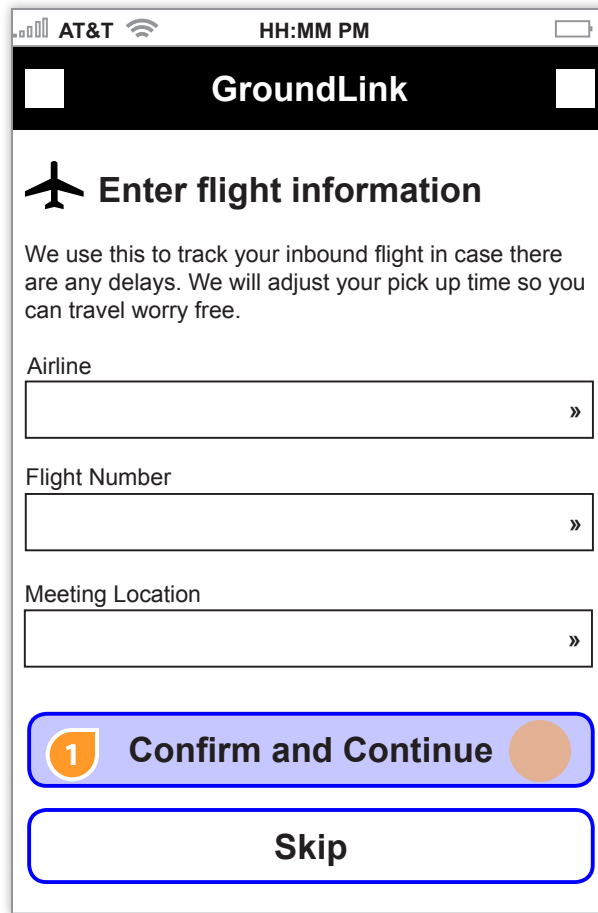 AT&T HH:MM PM
GroundLink
Enter flight information
We use this to track your inbound flight in case there
are any delays. We will adjust your pick up time so you
can travel worry free.
Airline
»
Flight Number
»
Meeting Location
»
1 Confirm and Continue
Skip